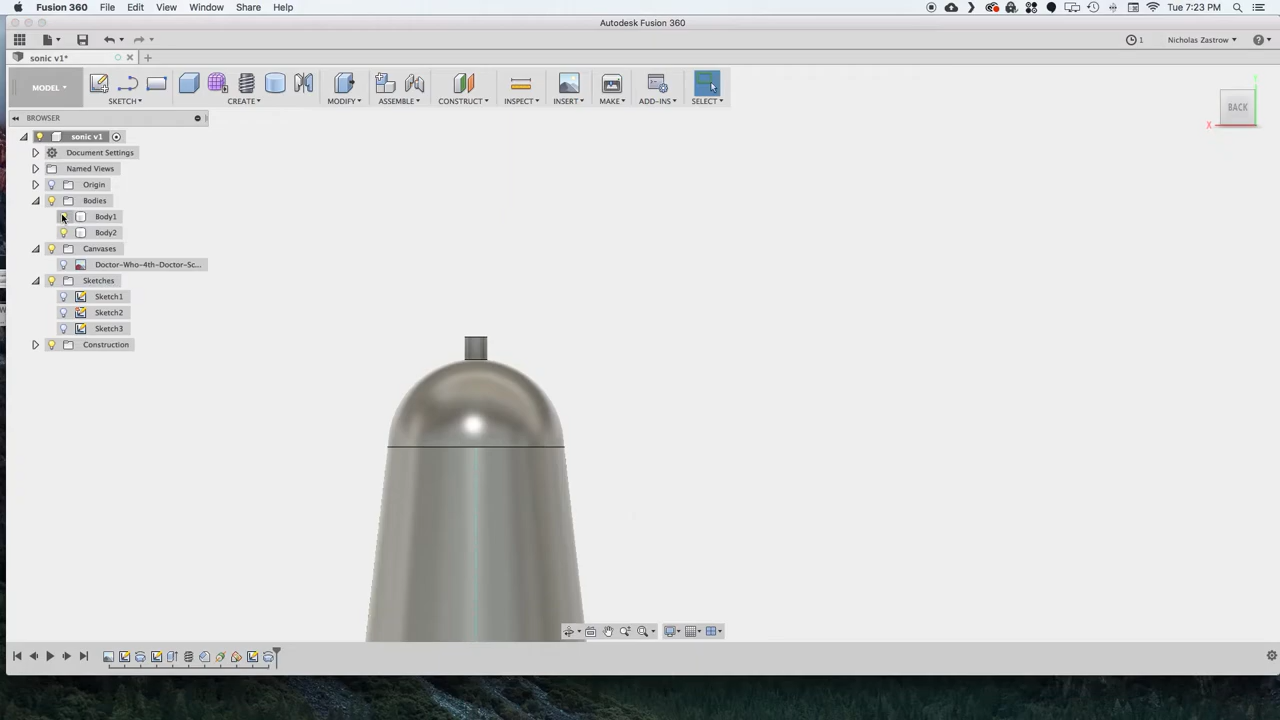 Fusion 360 File Edit View Window Share Help Tue 7:23 PM
Autodesk Fusion 360
1 Nicholas Zastrow
sonic v1*
MODEL SKETCH CREATE MODIFY ASSEMBLE CONSTRUCT INSPECT INSERT MAKE ADD-INS SELECT
BACK
X
Y
BROWSER
sonic v1
Document Settings
Named Views
Origin
Bodies
Body1
Body2
Canvases
Doctor-Who-4th-Doctor-Sc...
Sketches
Sketch1
Sketch2
Sketch3
Construction